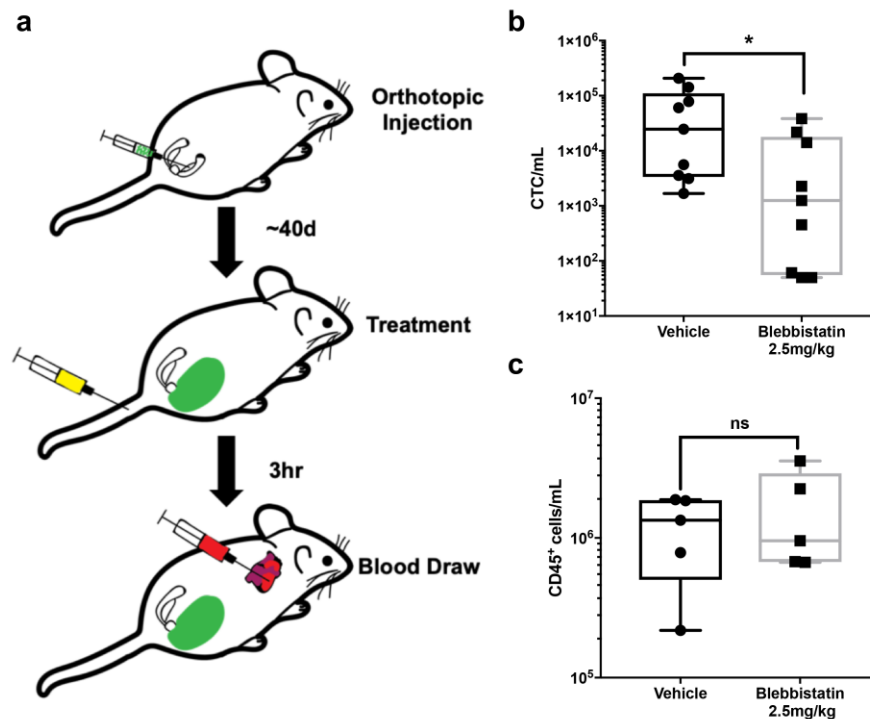 a
Orthotopic
Injection
~40d
Treatment
3hr
Blood Draw
b
*
1×10⁶
1×10⁵
1×10⁴
1×10³
1×10²
1×10¹
CTC/mL
Vehicle
Blebbistatin
2.5mg/kg
c
ns
10⁷
10⁶
10⁵
CD45⁺ cells/mL
Vehicle
Blebbistatin
2.5mg/kg